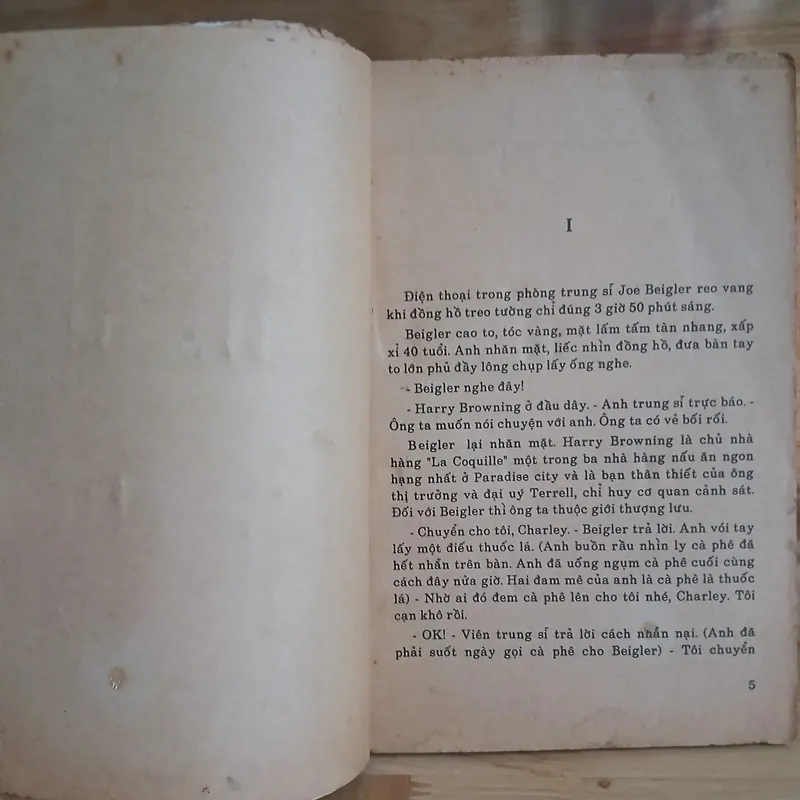 I
Điện thoại trong phòng trung sĩ Joe Beigler reo vang
khi đồng hồ treo tường chỉ đúng 3 giờ 50 phút sáng.
Beigler cao to, tóc vàng, mặt lấm tấm tàn nhang, xấp
xỉ 40 tuổi. Anh nhăn mặt, liếc nhìn đồng hồ, đưa bàn tay
to lớn phủ đầy lông chụp lấy ống nghe.
- Beigler nghe đây!
- Harry Browning ở đầu dây. - Anh trung sĩ trực báo. -
Ông ta muốn nói chuyện với anh. Ông ta có vẻ bối rối.
Beigler lại nhăn mặt. Harry Browning là chủ nhà
hàng "La Coquille" một trong ba nhà hàng nấu ăn ngon
hạng nhất ở Paradise city và là bạn thân thiết của ông
thị trưởng và đại uý Terrell, chỉ huy cơ quan cảnh sát.
Đối với Beigler thì ông ta thuộc giới thượng lưu.
- Chuyển cho tôi, Charley. - Beigler trả lời. Anh vói tay
lấy một điếu thuốc lá. (Anh buồn rầu nhìn ly cà phê đã
hết nhẵn trên bàn. Anh đã uống ngụm cà phê cuối cùng
cách đây nửa giờ. Hai đam mê của anh là cà phê là thuốc
lá) - Nhờ ai đó đem cà phê lên cho tôi nhé, Charley. Tôi
cạn khô rồi.
- OK! - Viên trung sĩ trả lời cách nhẫn nại. (Anh đã
phải suốt ngày gọi cà phê cho Beigler) - Tôi chuyển
5